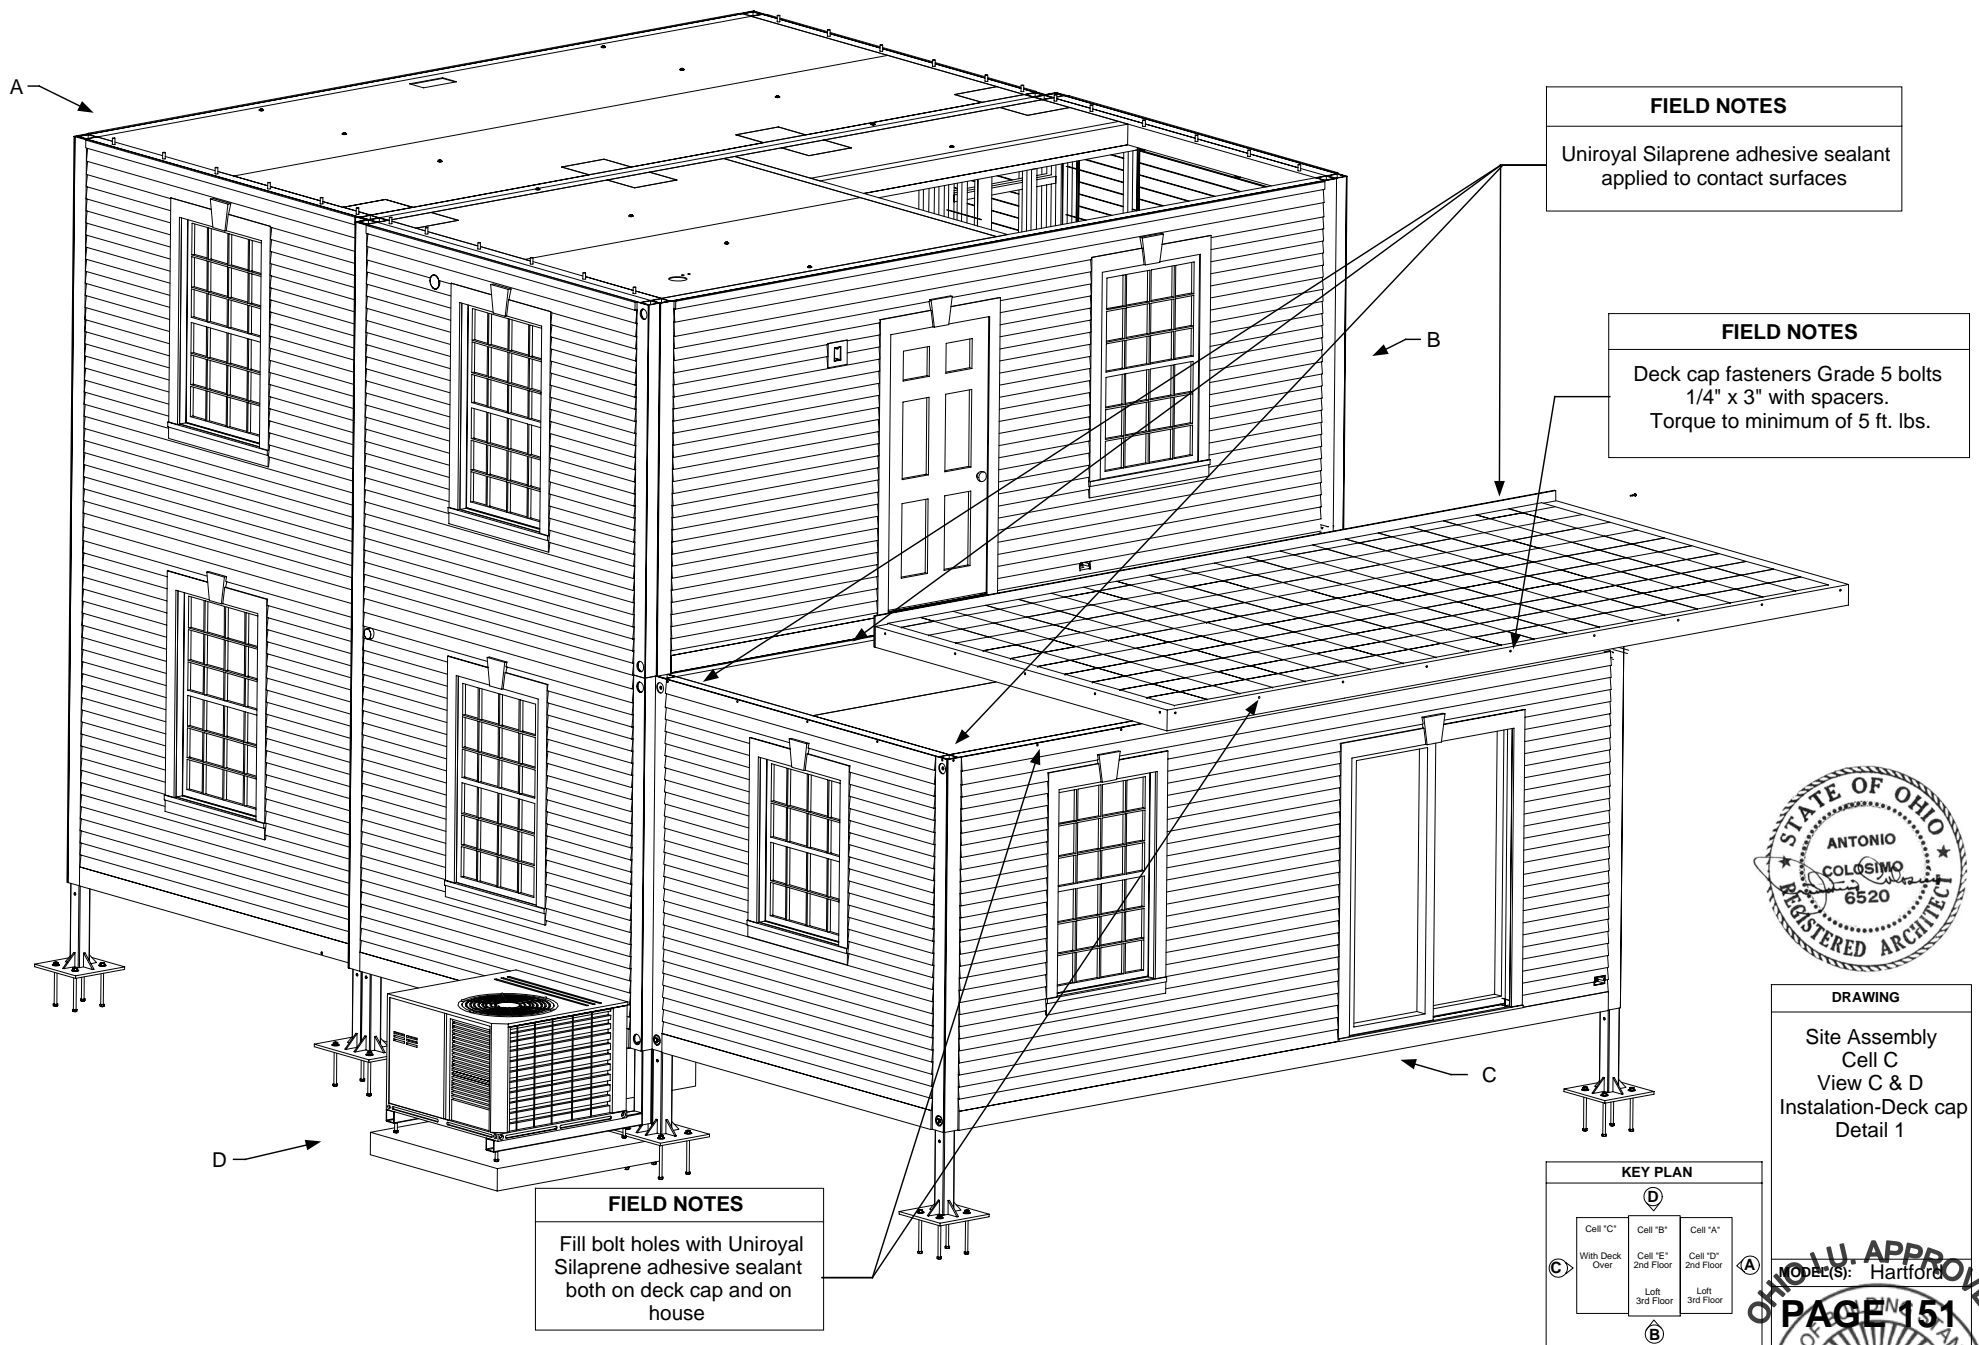 A
FIELD NOTES
Uniroyal Silaprene adhesive sealant
applied to contact surfaces
B
FIELD NOTES
Deck cap fasteners Grade 5 bolts
1/4" x 3" with spacers.
Torque to minimum of 5 ft. lbs.
STATE OF OHIO
ANTONIO
COLOSIMO
6520
REGISTERED ARCHITECT
DRAWING
Site Assembly
Cell C
View C & D
Instalation-Deck cap
Detail 1
C
D
FIELD NOTES
Fill bolt holes with Uniroyal
Silaprene adhesive sealant
both on deck cap and on
house
KEY PLAN
D
Cell "C"
With Deck
Over
Cell "B"
Cell "E"
2nd Floor
Loft
3rd Floor
Cell "A"
Cell "D"
2nd Floor
Loft
3rd Floor
C
A
B
MODEL(S): Hartford
PAGE 151
OHIO I.U. APPROVE
OF BUILDING STAN